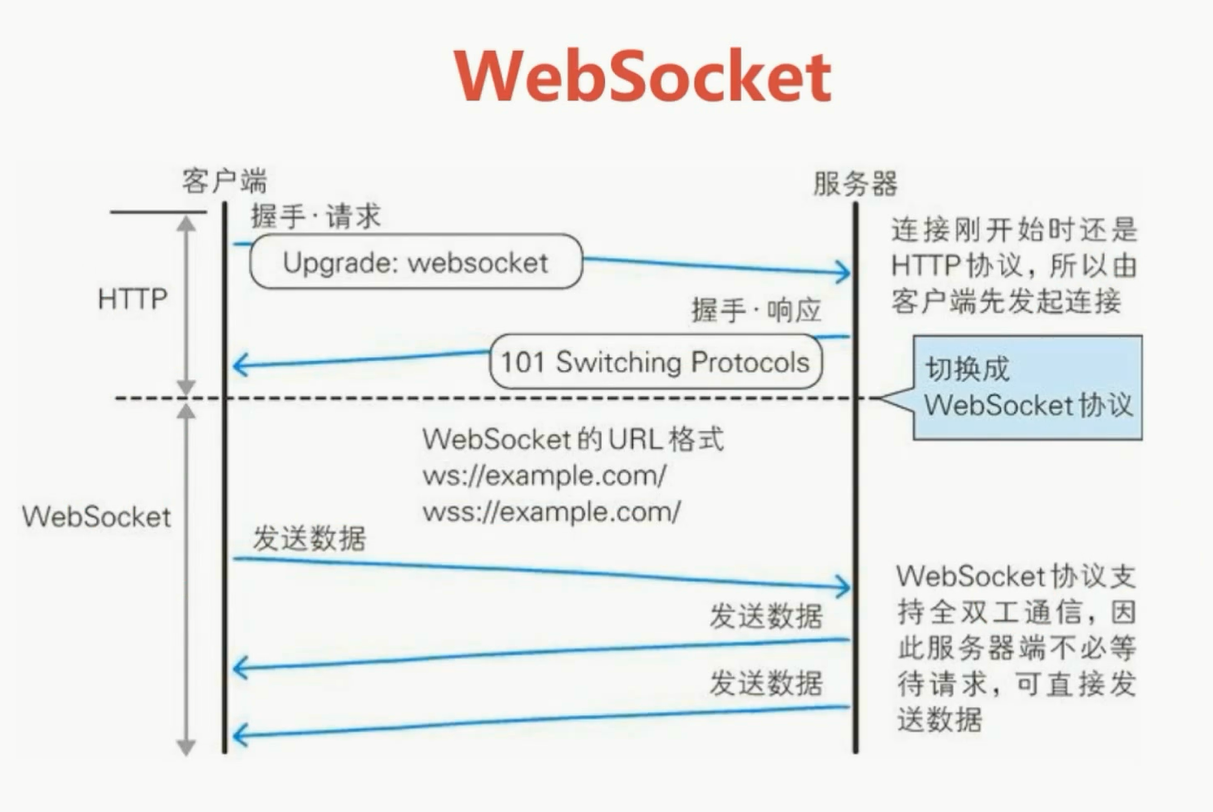 WebSocket
客户端
服务器
握手·请求
Upgrade: websocket
连接刚开始时还是
HTTP协议，所以由
客户端先发起连接
HTTP
握手·响应
101 Switching Protocols
切换成
WebSocket协议
WebSocket的URL格式
ws://example.com/
wss://example.com/
WebSocket
发送数据
WebSocket协议支
持全双工通信，因
此服务器端不必等
待请求，可直接发
送数据
发送数据
发送数据